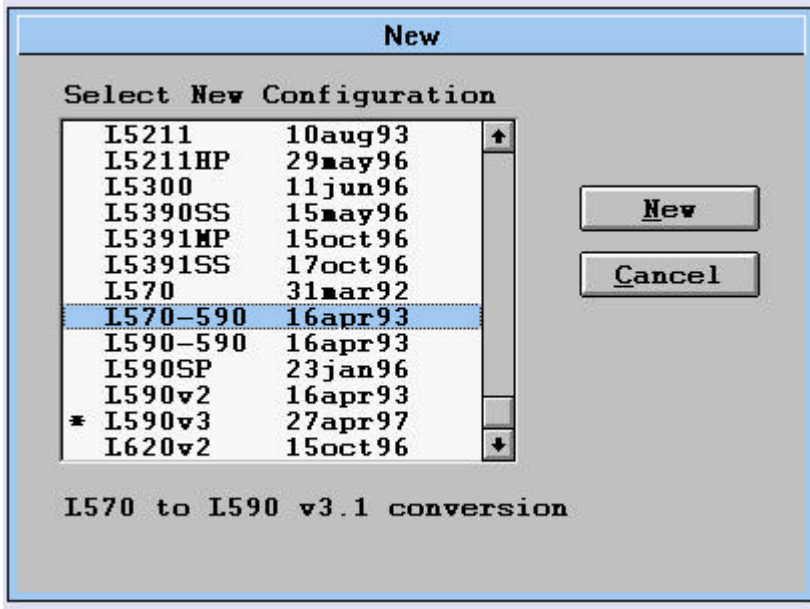 New
Select New Configuration
L5211 10aug93
L5211HP 29may96
L5300 11jun96
L5390SS 15may96
L5391MP 15oct96
L5391SS 17oct96
L570 31mar92
L570-590 16apr93
L590-590 16apr93
L590SP 23jan96
L590v2 16apr93
* L590v3 27apr97
L620v2 15oct96
New
Cancel
L570 to L590 v3.1 conversion